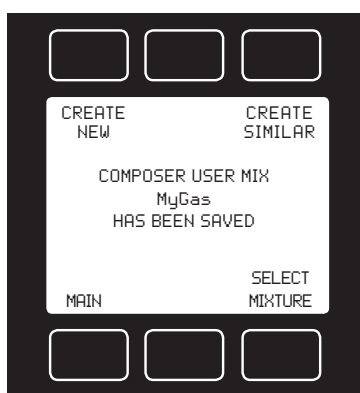 CREATE
NEW
CREATE
SIMILAR
COMPOSER USER MIX
MyGas
HAS BEEN SAVED
MAIN
SELECT
MIXTURE